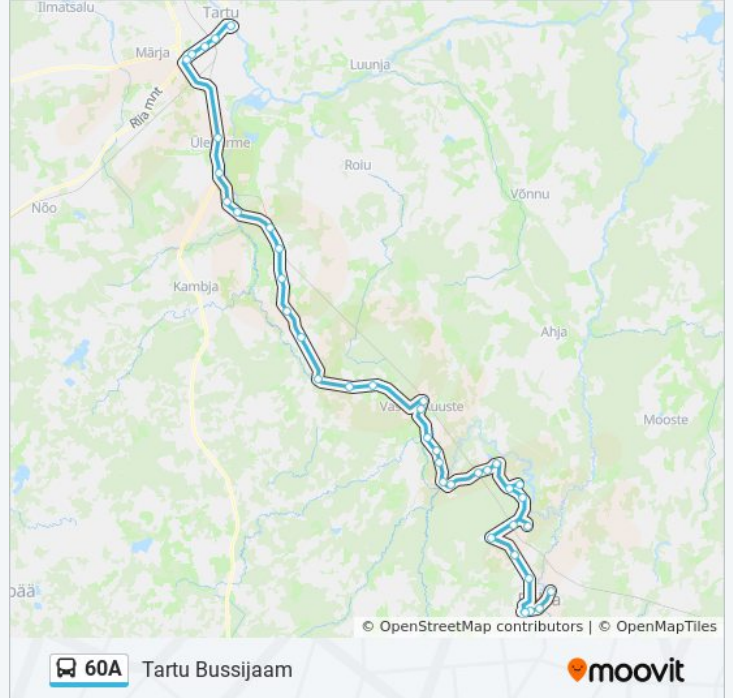 Ilmatsalu
Tartu
Märja
Luunja
Riia mnt
Roiu
Võnnu
Nõo
Kambja
Ahja
Mooste
© OpenStreetMap contributors | © OpenMapTiles
60A Tartu Bussijaam
moovit